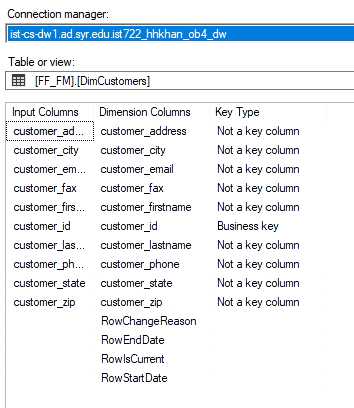 Connection manager:
ist-cs-dw1.ad.syr.edu.ist722_hhkhan_ob4_dw
Table or view:
[FF_FM].[DimCustomers]
Input Columns Dimension Columns Key Type
customer_ad... customer_address Not a key column
customer_city customer_city Not a key column
customer_em... customer_email Not a key column
customer_fax customer_fax Not a key column
customer_firs... customer_firstname Not a key column
customer_id customer_id Business key
customer_las... customer_lastname Not a key column
customer_ph... customer_phone Not a key column
customer_state customer_state Not a key column
customer_zip customer_zip Not a key column
RowChangeReason
RowEndDate
RowIsCurrent
RowStartDate